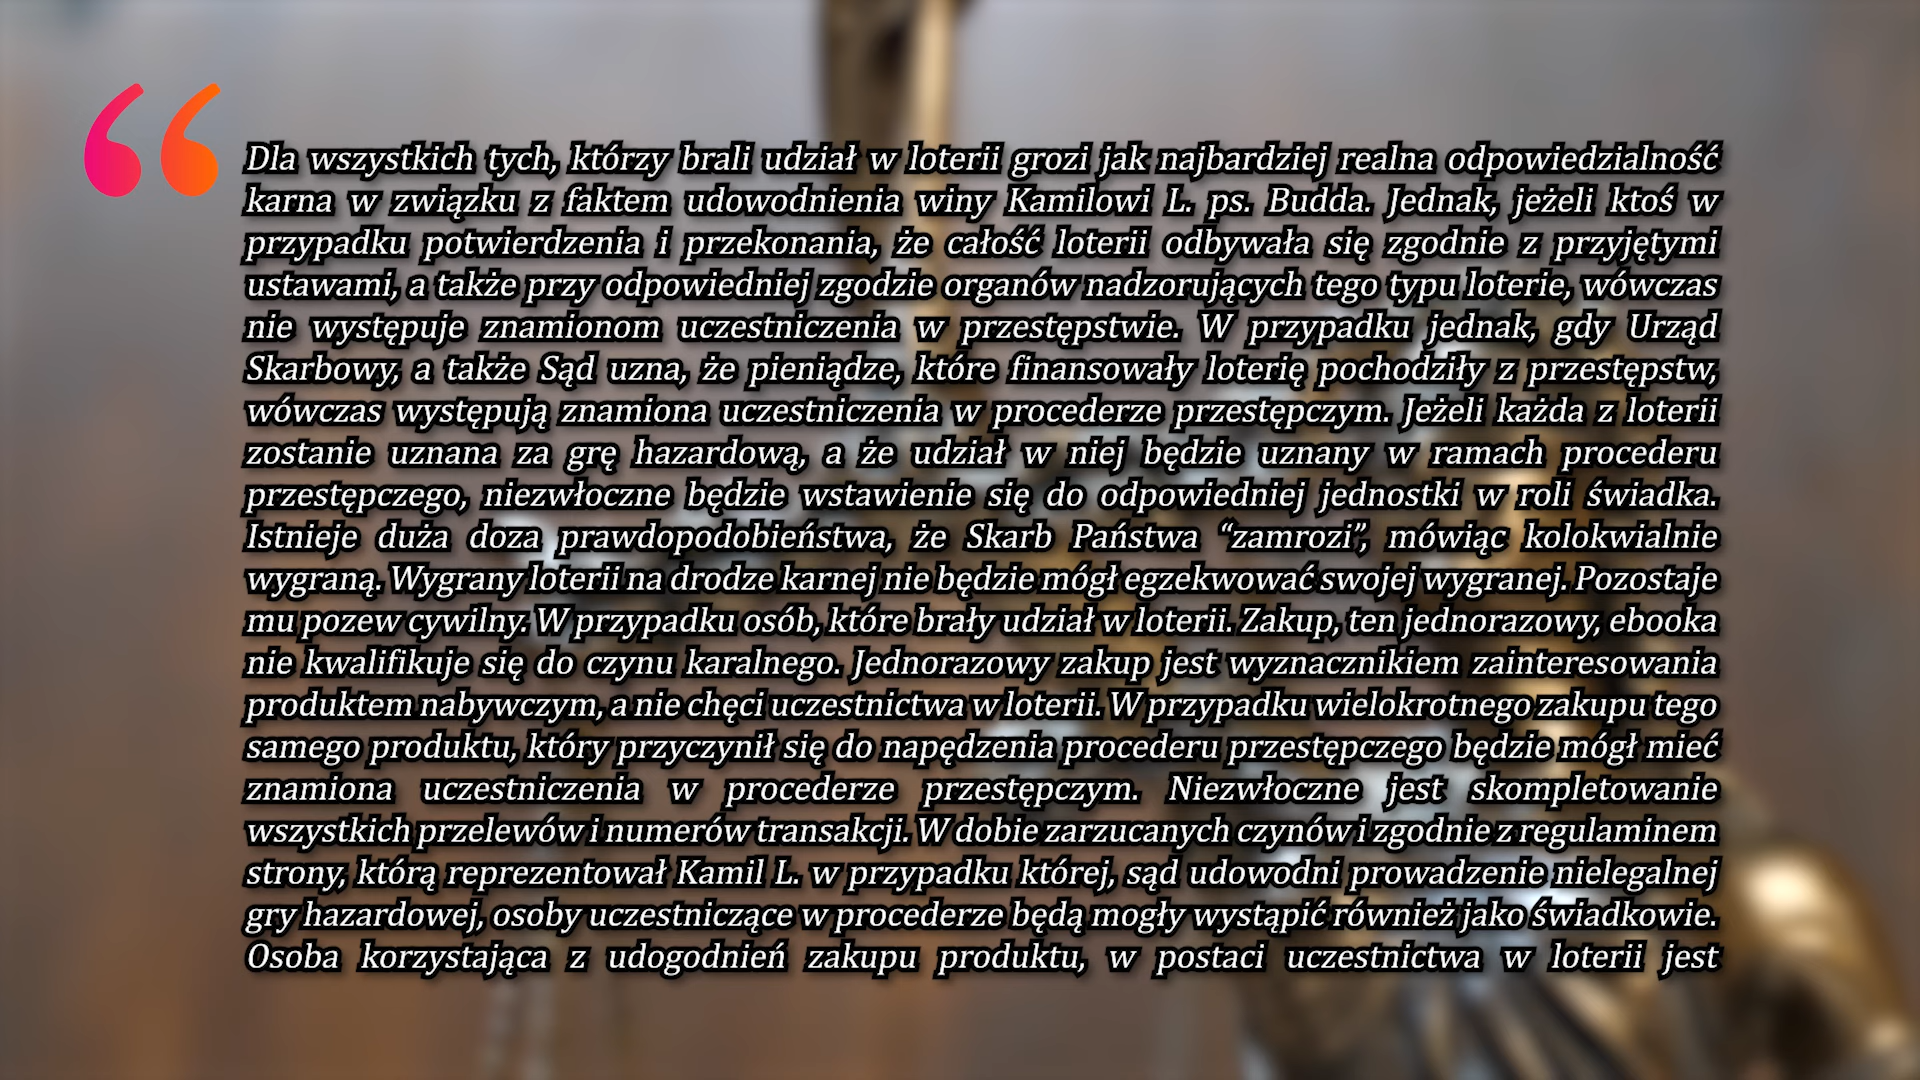 “
Dla wszystkich tych, którzy brali udział w loterii grozi jak najbardziej realna odpowiedzialność
karna w związku z faktem udowodnienia winy Kamilowi L. ps. Budda. Jednak, jeżeli ktoś w
przypadku potwierdzenia i przekonania, że całość loterii odbywała się zgodnie z przyjętymi
ustawami, a także przy odpowiedniej zgodzie organów nadzorujących tego typu loterie, wówczas
nie występuje znamionom uczestniczenia w przestępstwie. W przypadku jednak, gdy Urząd
Skarbowy, a także Sąd uzna, że pieniądze, które finansowały loterię pochodziły z przestępstw,
wówczas występują znamiona uczestniczenia w procederze przestępczym. Jeżeli każda z loterii
zostanie uznana za grę hazardową, a że udział w niej będzie uznany w ramach procederu
przestępczego, niezwłoczne będzie wstawienie się do odpowiedniej jednostki w roli świadka.
Istnieje duża doza prawdopodobieństwa, że Skarb Państwa “zamrozi”, mówiąc kolokwialnie
wygraną. Wygrany loterii na drodze karnej nie będzie mógł egzekwować swojej wygranej. Pozostaje
mu pozew cywilny. W przypadku osób, które brały udział w loterii. Zakup, ten jednorazowy, ebooka
nie kwalifikuje się do czynu karalnego. Jednorazowy zakup jest wyznacznikiem zainteresowania
produktem nabywczym, a nie chęci uczestnictwa w loterii. W przypadku wielokrotnego zakupu tego
samego produktu, który przyczynił się do napędzenia procederu przestępczego będzie mógł mieć
znamiona uczestniczenia w procederze przestępczym. Niezwłoczne jest skompletowanie
wszystkich przelewów i numerów transakcji. W dobie zarzucanych czynów i zgodnie z regulaminem
strony, którą reprezentował Kamil L. w przypadku której, sąd udowodni prowadzenie nielegalnej
gry hazardowej, osoby uczestniczące w procederze będą mogły wystąpić również jako świadkowie.
Osoba korzystająca z udogodnień zakupu produktu, w postaci uczestnictwa w loterii jest